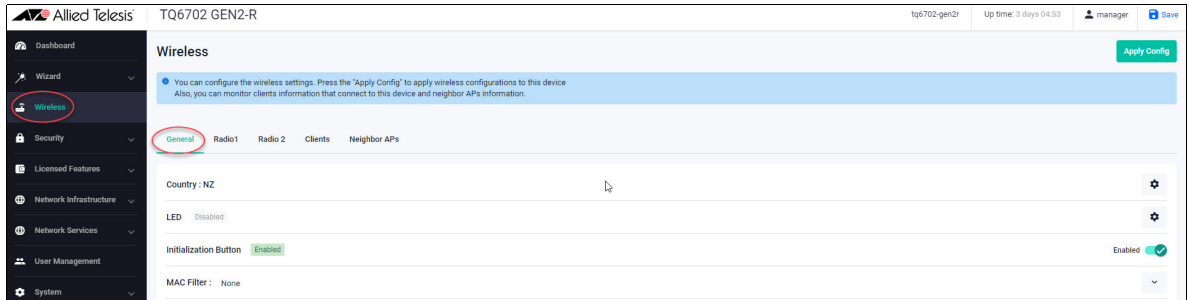 Allied Telesis TQ6702 GEN2-R tq6702-gen2r Up time: 3 days 04:53 manager Save
Dashboard
Wizard
Wireless
Security
Licensed Features
Network Infrastructure
Network Services
User Management
System
Wireless
Apply Config
You can configure the wireless settings. Press the "Apply Config" to apply wireless configurations to this device
Also, you can monitor clients information that connect to this device and neighbor APs information.
General Radio1 Radio 2 Clients Neighbor APs
Country : NZ
LED Disabled
Initialization Button Enabled Enabled
MAC Filter : None